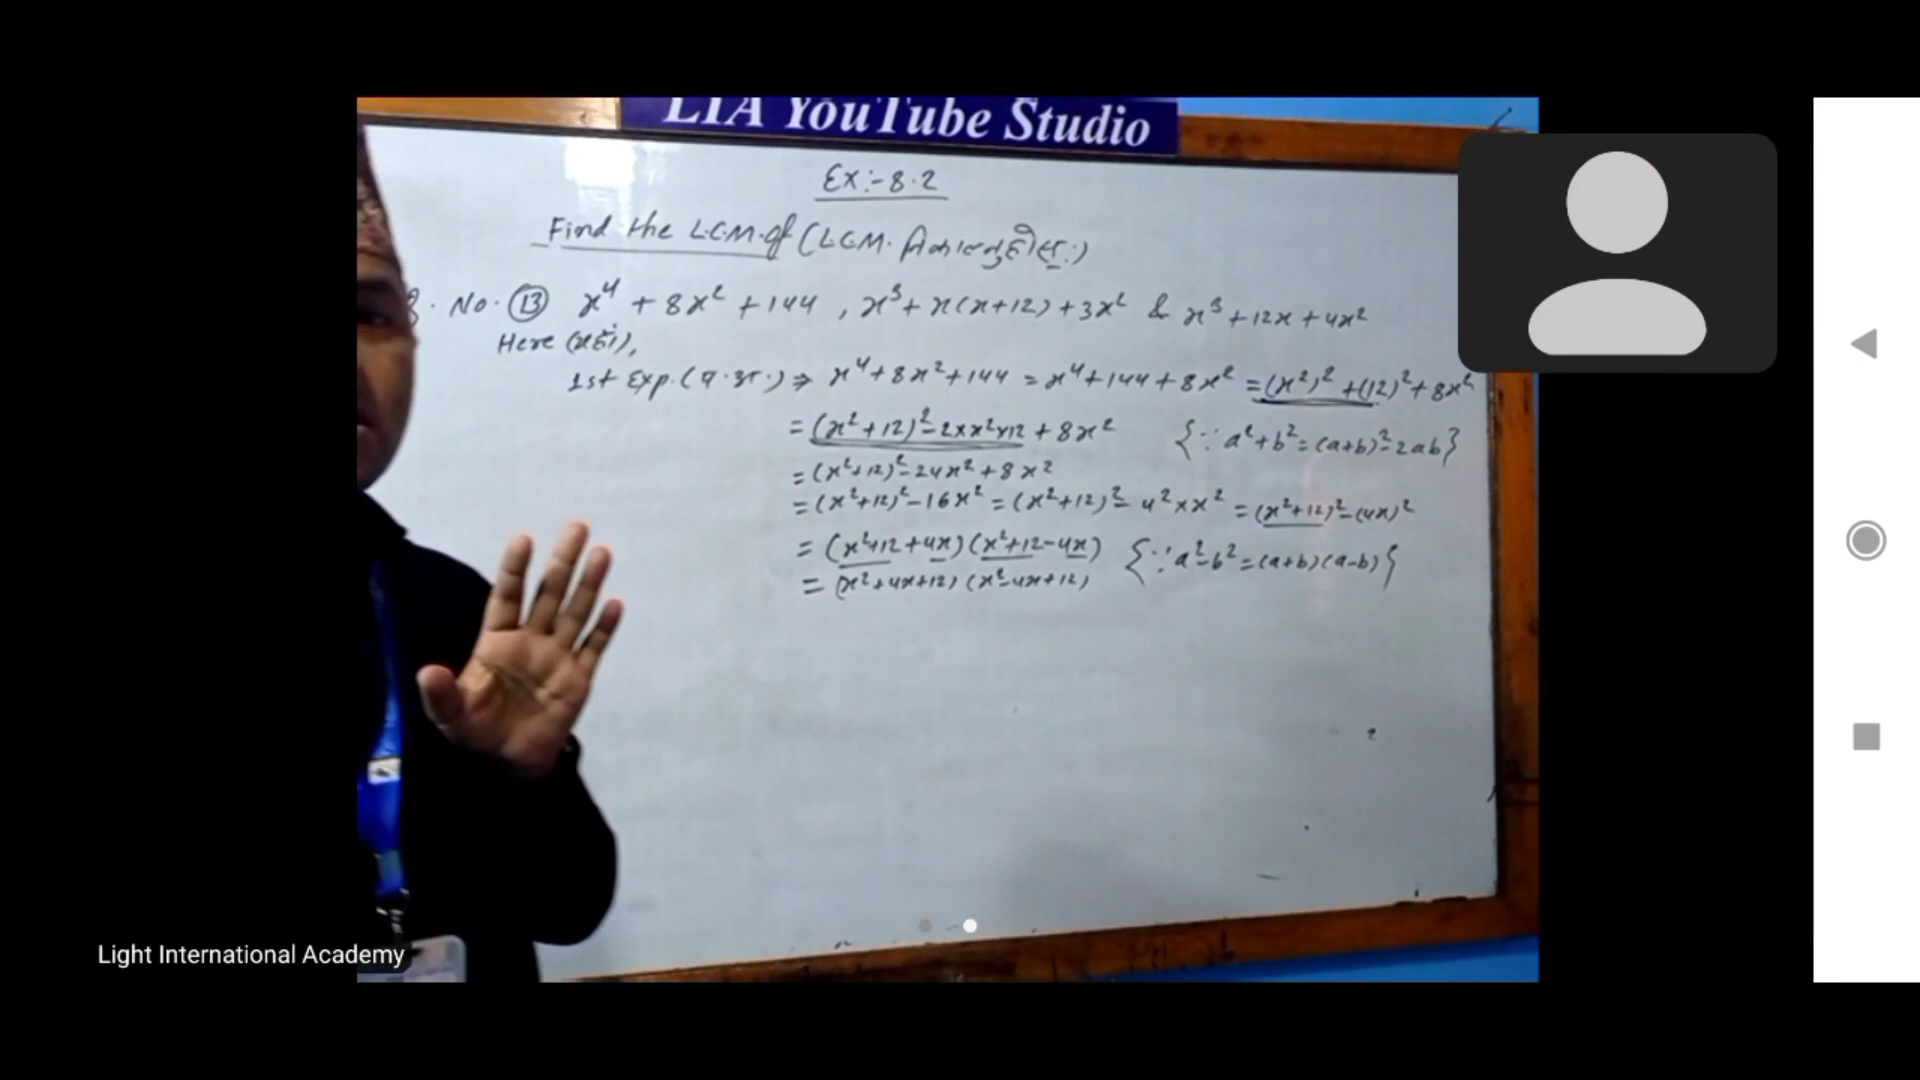 LIA YouTube Studio
Ex:- 8.2
Find the L.C.M. of (L.C.M. निकाल्नुहोस् :)
Q. No. (13) x⁴ + 8x² + 144 , x³ + x(x+12) + 3x² & x³ + 12x + 4x²
Here (यहाँ),
1st Exp. (प.अ.) ⇒ x⁴ + 8x² + 144 = x⁴ + 144 + 8x² = (x²)² + (12)² + 8x²
= (x² + 12)² - 2 × x² × 12 + 8x² {∵ a² + b² = (a+b)² - 2ab}
= (x² + 12)² - 24x² + 8x²
= (x² + 12)² - 16x² = (x² + 12)² - 4² × x² = (x² + 12)² - (4x)²
= (x² + 12 + 4x) (x² + 12 - 4x) {∵ a² - b² = (a+b) (a-b)}
= (x² + 4x + 12) (x² - 4x + 12)
Light International Academy